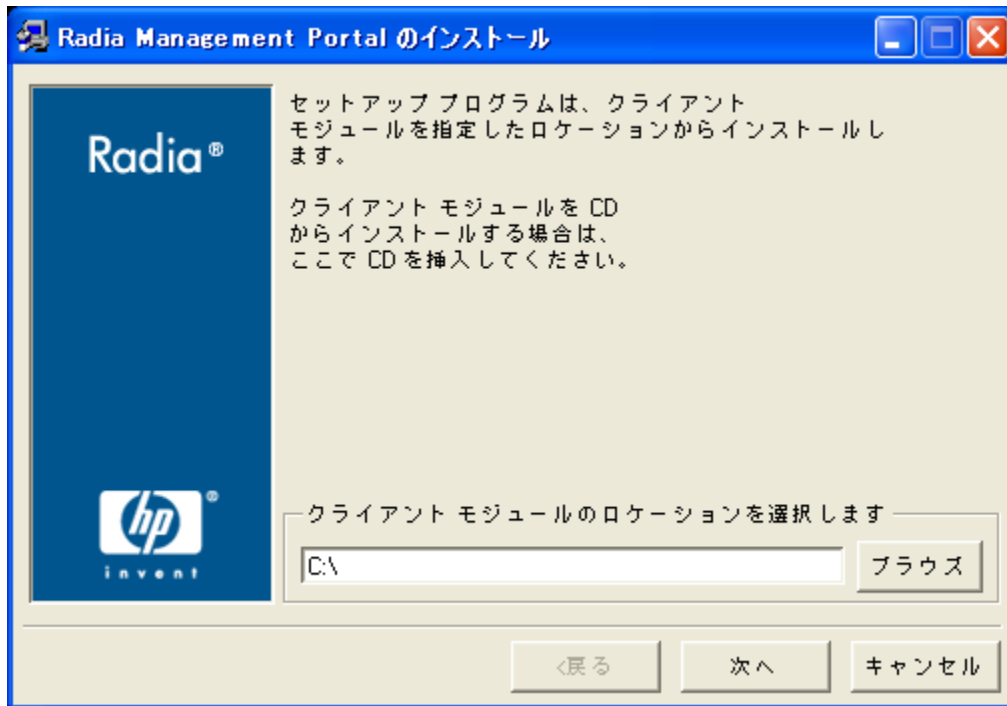 Radia Management Portal のインストール
Radia®
セットアップ プログラムは、クライアント
モジュールを指定したロケーションからインストールし
ます。
クライアント モジュールを CD
からインストールする場合は、
ここで CD を挿入してください。
hp®
invent
クライアント モジュールのロケーションを選択します
C:\
ブラウズ
<戻る
次へ
キャンセル